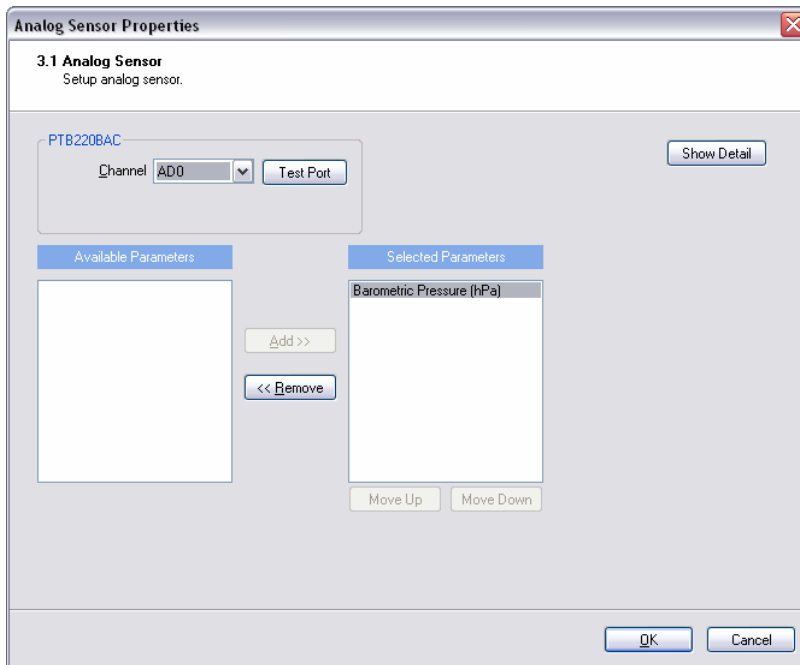 Analog Sensor Properties
3.1 Analog Sensor
Setup analog sensor.
PTB220BAC
Channel AD0 Test Port
Show Detail
Available Parameters
Selected Parameters
Barometric Pressure (hPa)
Add >>
<< Remove
Move Up Move Down
OK Cancel